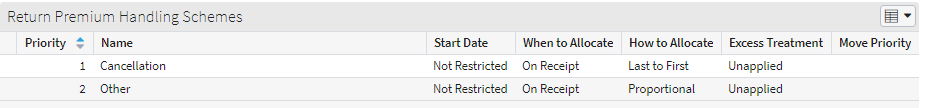 Return Premium Handling Schemes
Priority Name Start Date When to Allocate How to Allocate Excess Treatment Move Priority
1 Cancellation Not Restricted On Receipt Last to First Unapplied
2 Other Not Restricted On Receipt Proportional Unapplied